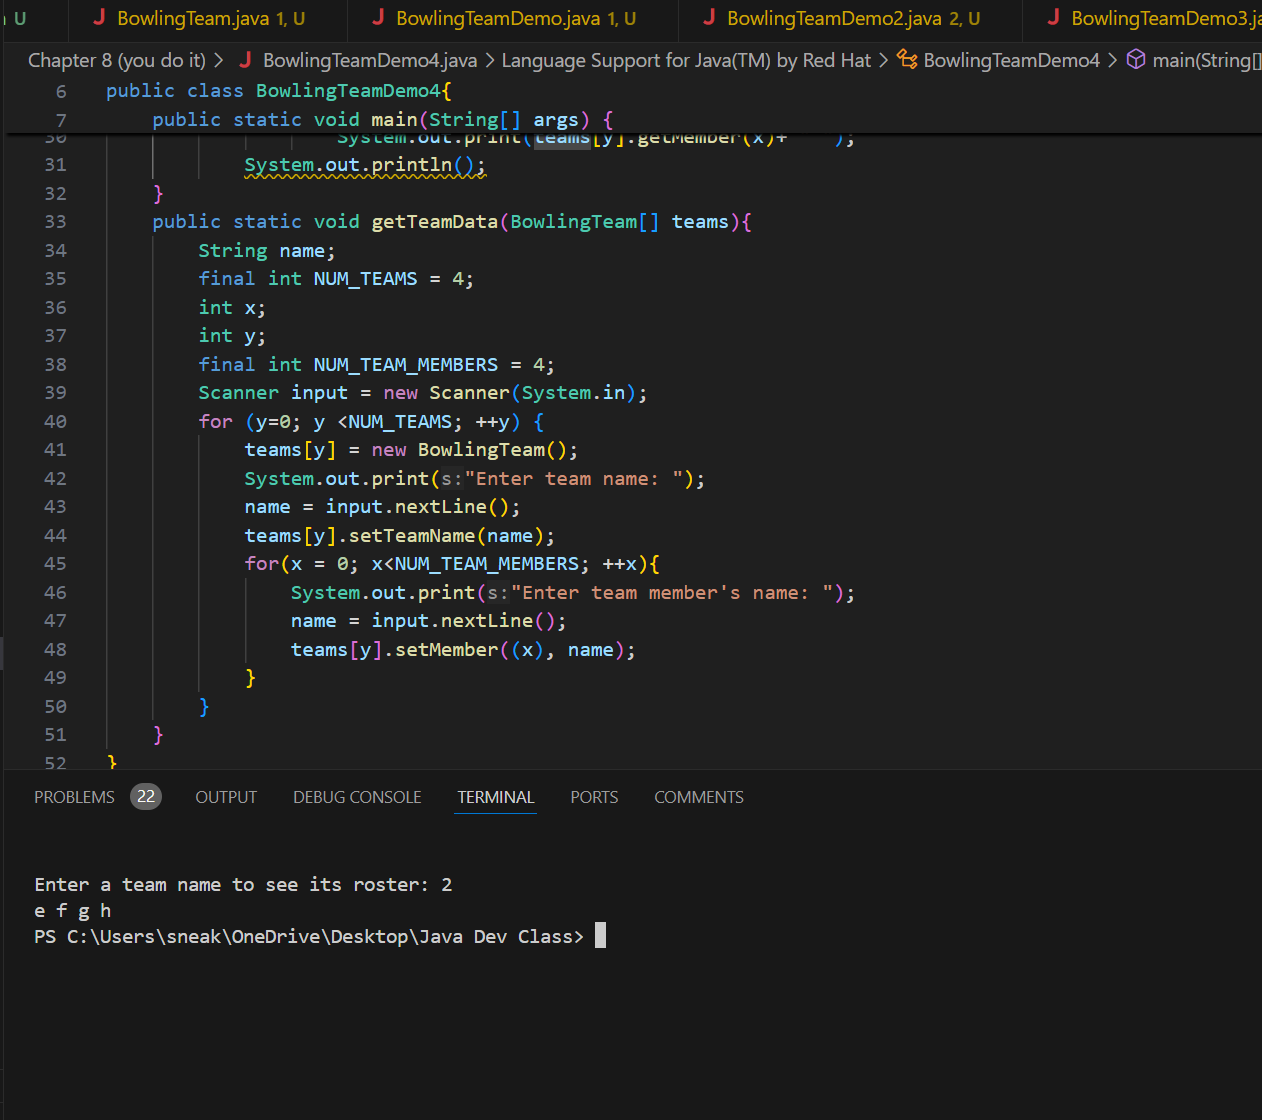 U J BowlingTeam.java 1, U J BowlingTeamDemo.java 1, U J BowlingTeamDemo2.java 2, U J BowlingTeamDemo3.ja
Chapter 8 (you do it) > J BowlingTeamDemo4.java > Language Support for Java(TM) by Red Hat > BowlingTeamDemo4 > main(String[]
6 public class BowlingTeamDemo4{
7 public static void main(String[] args) {
30 System.out.print(teams[y].getMember(x)+ );
31 System.out.println();
32 }
33 public static void getTeamData(BowlingTeam[] teams){
34 String name;
35 final int NUM_TEAMS = 4;
36 int x;
37 int y;
38 final int NUM_TEAM_MEMBERS = 4;
39 Scanner input = new Scanner(System.in);
40 for (y=0; y <NUM_TEAMS; ++y) {
41 teams[y] = new BowlingTeam();
42 System.out.print(s:"Enter team name: ");
43 name = input.nextLine();
44 teams[y].setTeamName(name);
45 for(x = 0; x<NUM_TEAM_MEMBERS; ++x){
46 System.out.print(s:"Enter team member's name: ");
47 name = input.nextLine();
48 teams[y].setMember((x), name);
49 }
50 }
51 }
52 }
PROBLEMS 22 OUTPUT DEBUG CONSOLE TERMINAL PORTS COMMENTS
Enter a team name to see its roster: 2
e f g h
PS C:\Users\sneak\OneDrive\Desktop\Java Dev Class>